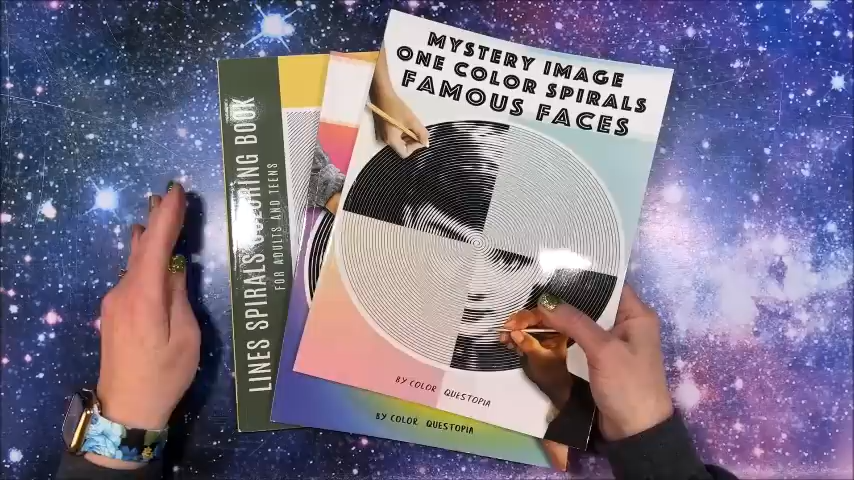 MYSTERY IMAGE
ONE COLOR SPIRALS
FAMOUS FACES
BY COLOR QUESTOPIA
BY COLOR QUESTOPIA
LINES SPIRALS COLORING BOOK
FOR ADULTS AND TEENS